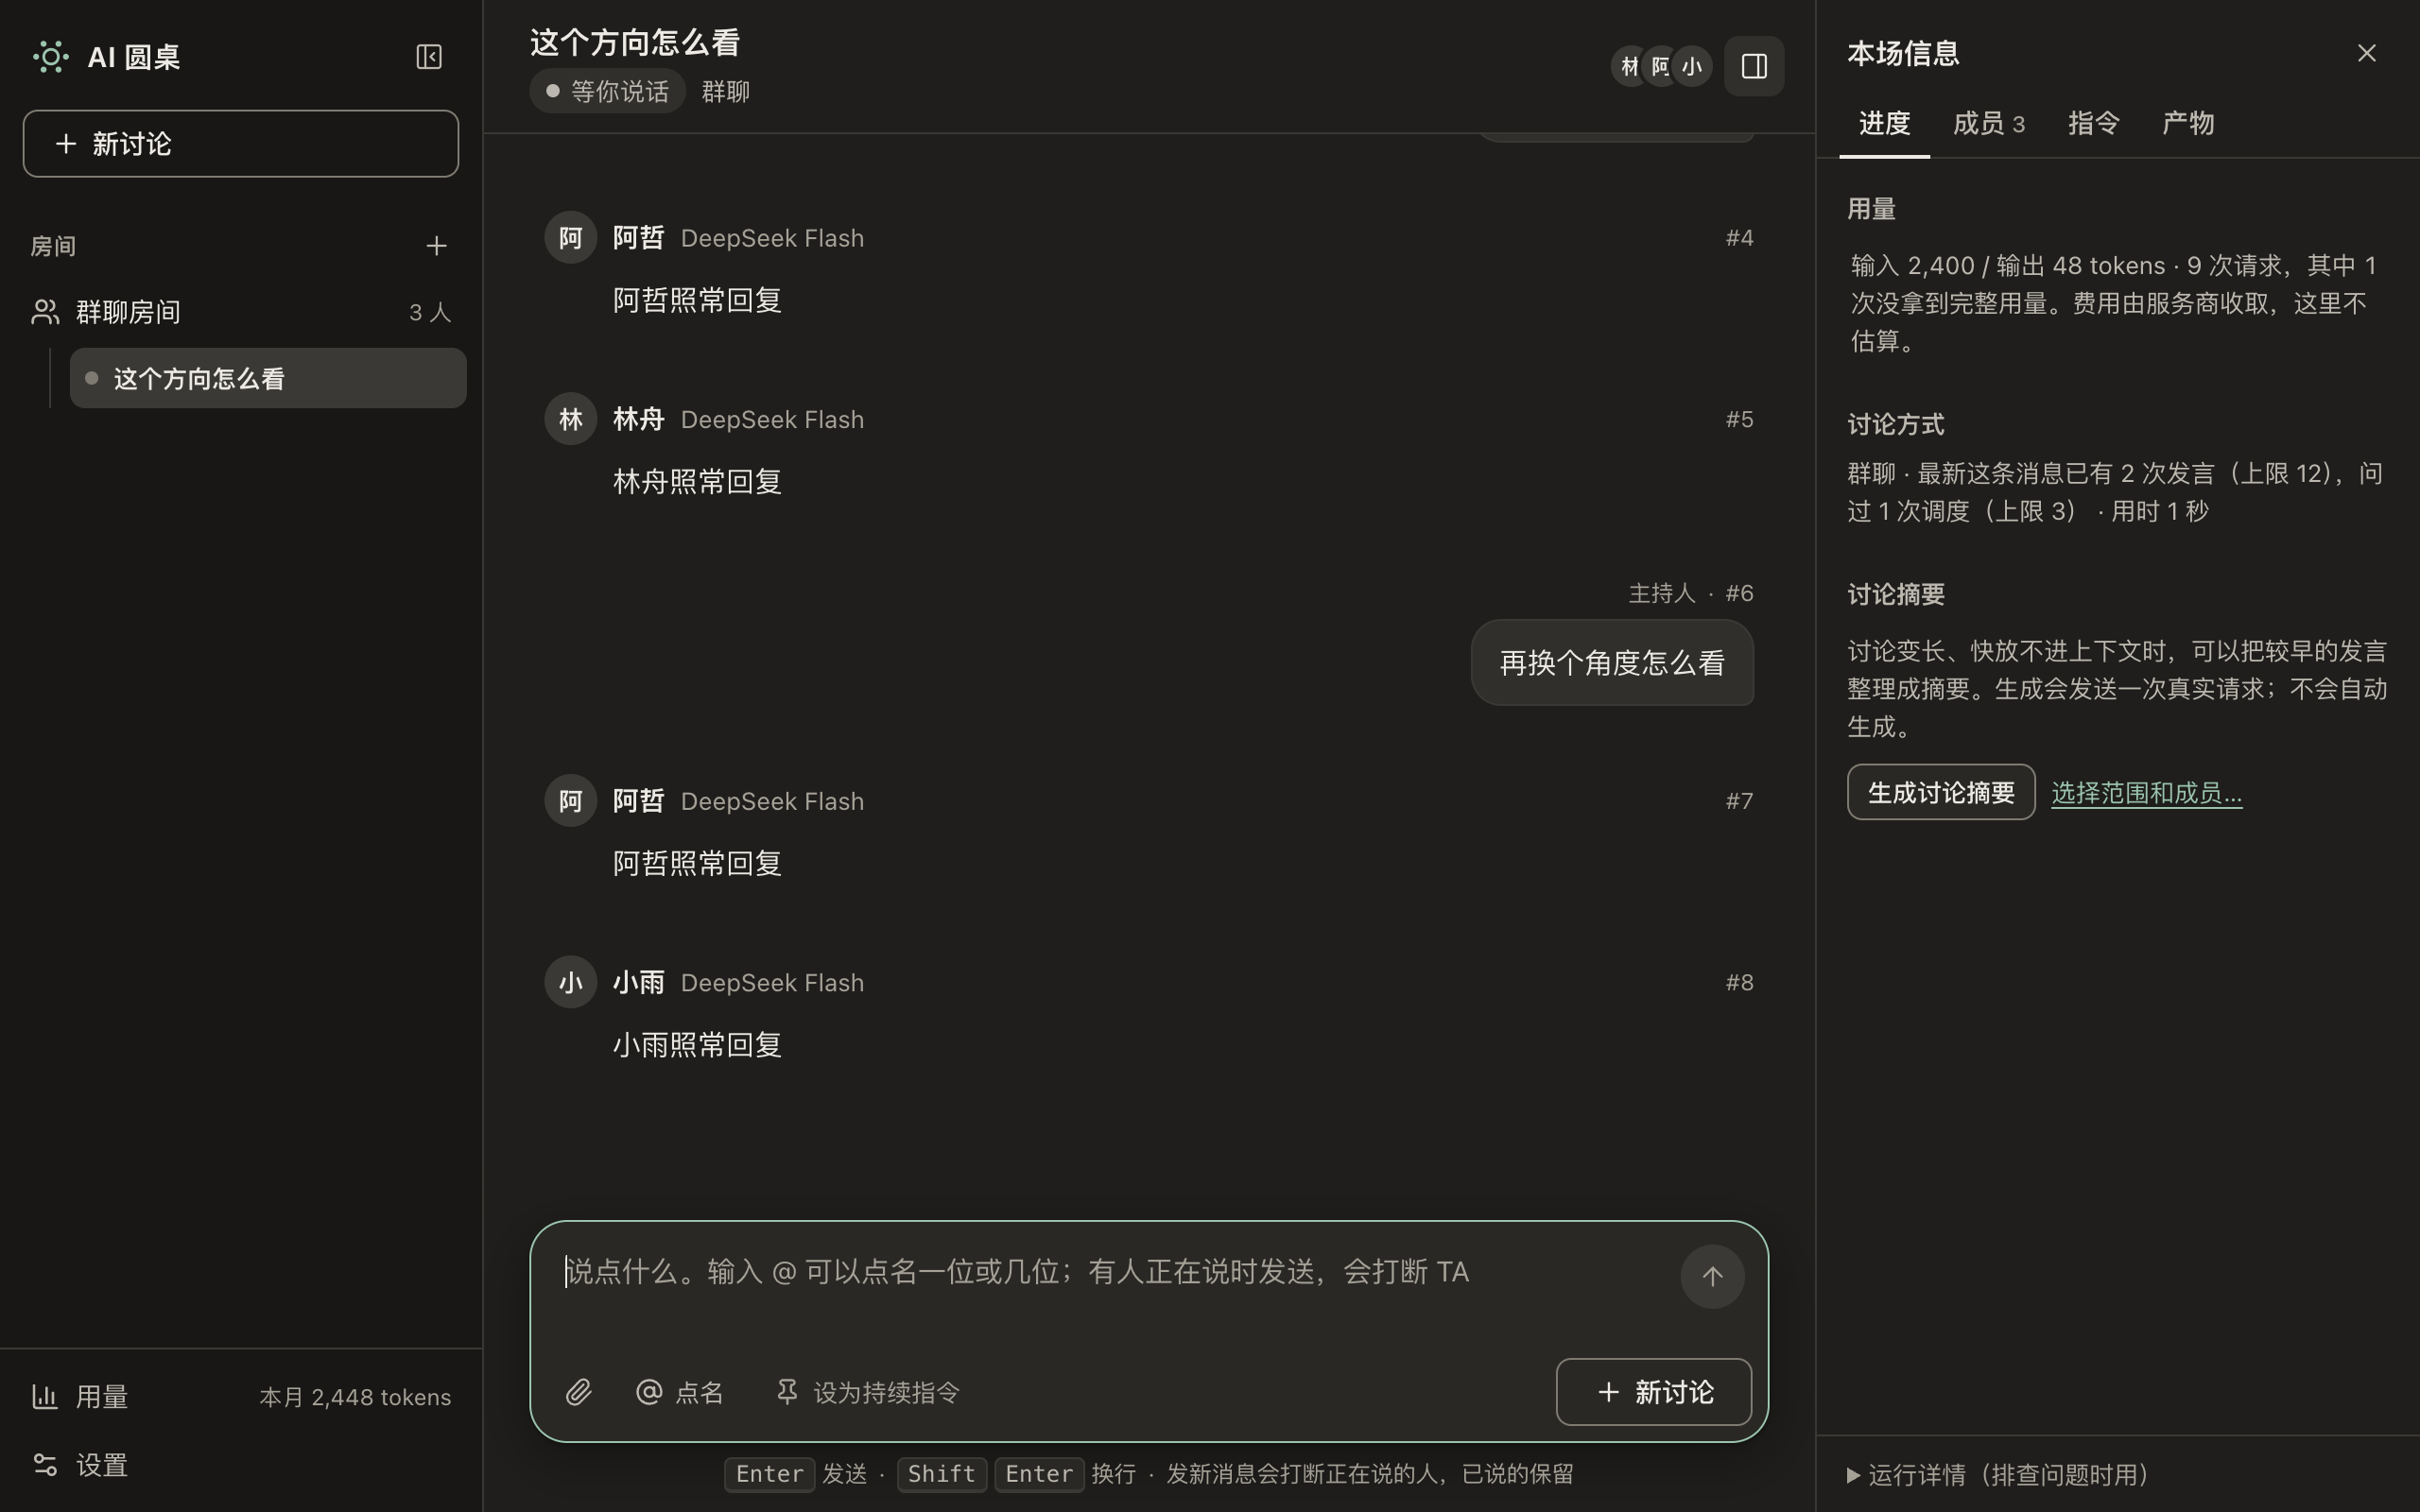 AI 圆桌
新讨论
房间
群聊房间 3 人
这个方向怎么看
用量 本月 2,448 tokens
设置
这个方向怎么看
等你说话 群聊
林 阿 小
阿 阿哲 DeepSeek Flash #4
阿哲照常回复
林 林舟 DeepSeek Flash #5
林舟照常回复
主持人 · #6
再换个角度怎么看
阿 阿哲 DeepSeek Flash #7
阿哲照常回复
小 小雨 DeepSeek Flash #8
小雨照常回复
说点什么。输入 @ 可以点名一位或几位；有人正在说时发送，会打断 TA
点名 设为持续指令 新讨论
Enter 发送 · Shift Enter 换行 · 发新消息会打断正在说的人，已说的保留
本场信息
进度 成员 3 指令 产物
用量
输入 2,400 / 输出 48 tokens · 9 次请求，其中 1
次没拿到完整用量。费用由服务商收取，这里不
估算。
讨论方式
群聊 · 最新这条消息已有 2 次发言（上限 12），问
过 1 次调度（上限 3） · 用时 1 秒
讨论摘要
讨论变长、快放不进上下文时，可以把较早的发言
整理成摘要。生成会发送一次真实请求；不会自动
生成。
生成讨论摘要 选择范围和成员...
运行详情（排查问题时用）